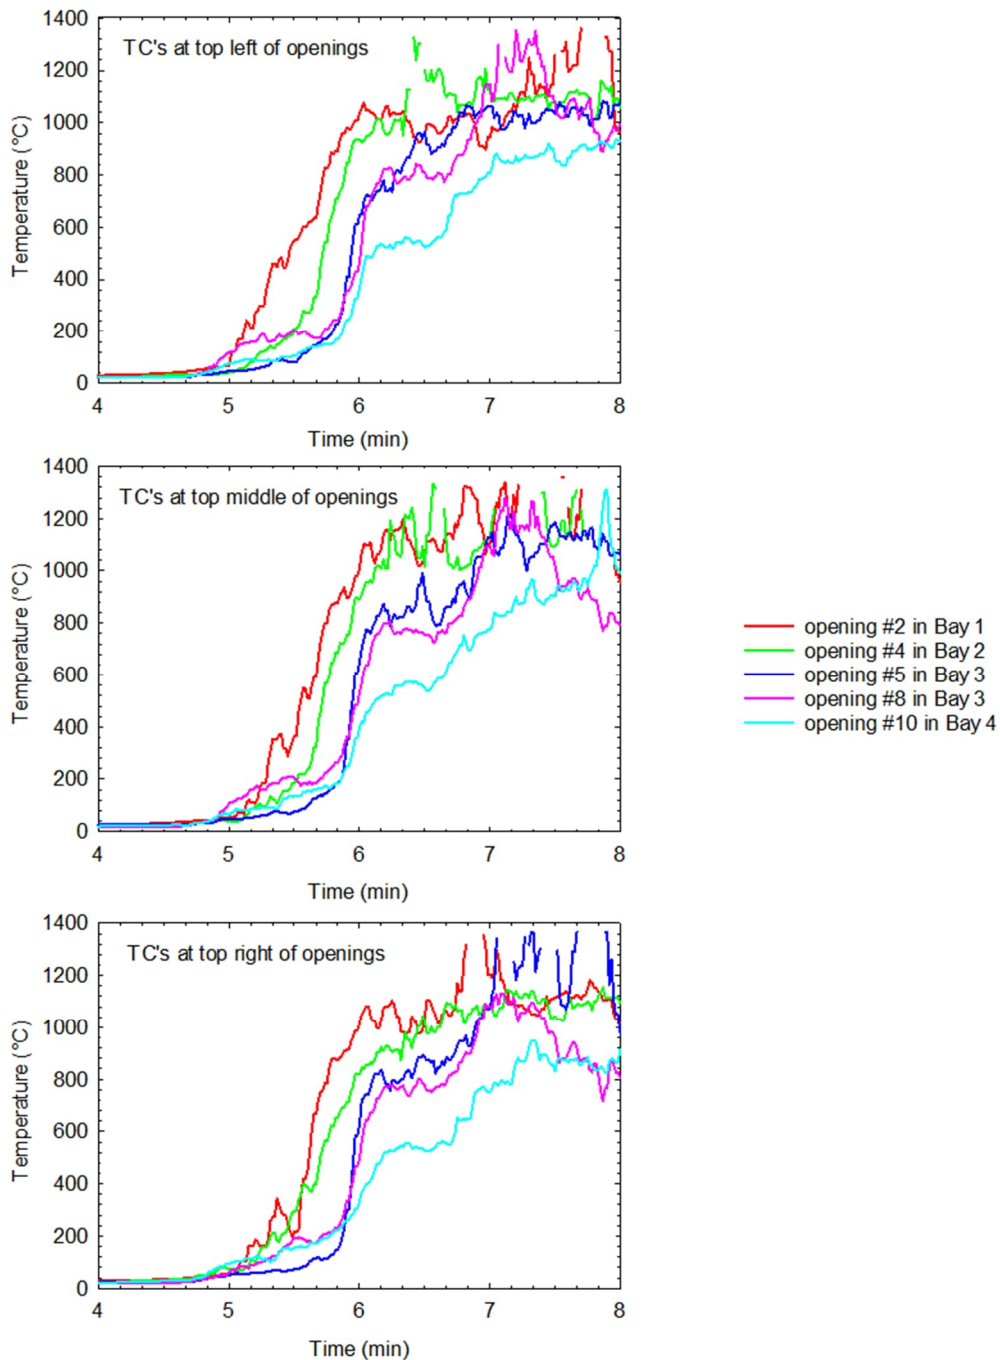 1400
TC's at top left of openings
1200
1000
800
600
400
200
0
Temperature (°C)
4 5 6 7 8
Time (min)
1400
TC's at top middle of openings
1200
1000
800
600
400
200
0
Temperature (°C)
4 5 6 7 8
Time (min)
opening #2 in Bay 1
opening #4 in Bay 2
opening #5 in Bay 3
opening #8 in Bay 3
opening #10 in Bay 4
1400
TC's at top right of openings
1200
1000
800
600
400
200
0
Temperature (°C)
4 5 6 7 8
Time (min)